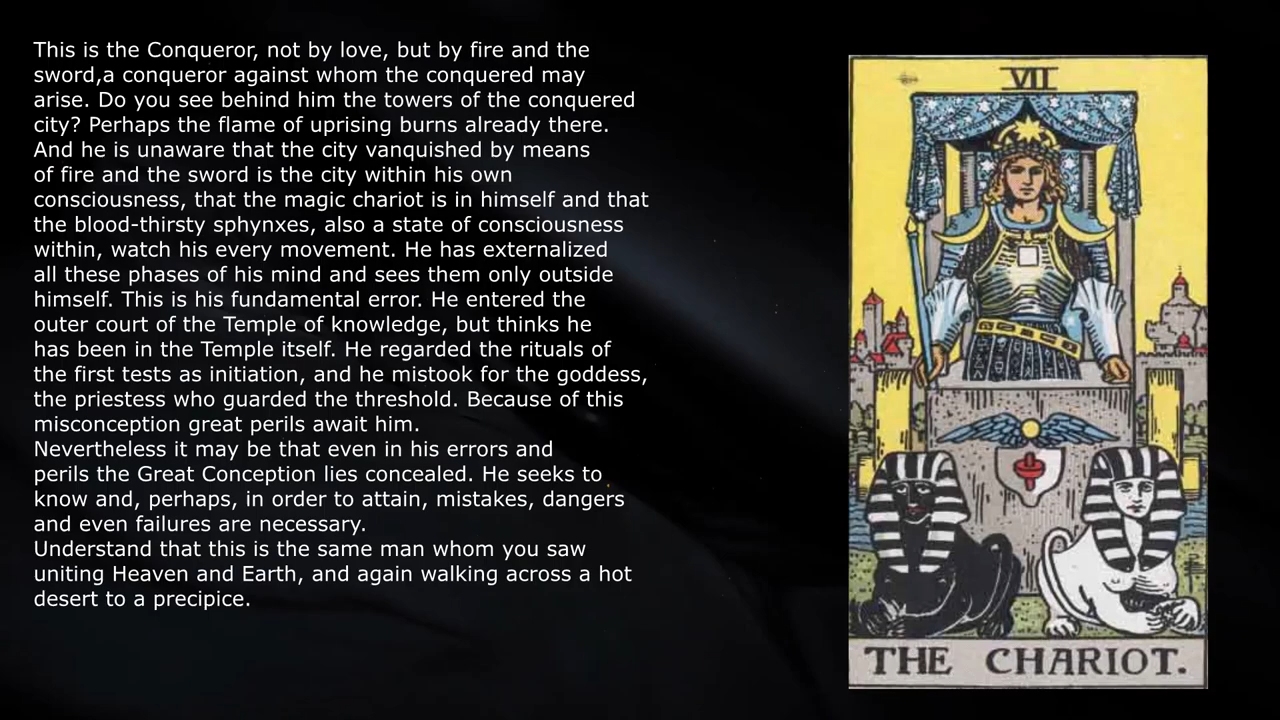 This is the Conqueror, not by love, but by fire and the
sword,a conqueror against whom the conquered may
arise. Do you see behind him the towers of the conquered
city? Perhaps the flame of uprising burns already there.
And he is unaware that the city vanquished by means
of fire and the sword is the city within his own
consciousness, that the magic chariot is in himself and that
the blood-thirsty sphynxes, also a state of consciousness
within, watch his every movement. He has externalized
all these phases of his mind and sees them only outside
himself. This is his fundamental error. He entered the
outer court of the Temple of knowledge, but thinks he
has been in the Temple itself. He regarded the rituals of
the first tests as initiation, and he mistook for the goddess,
the priestess who guarded the threshold. Because of this
misconception great perils await him.
Nevertheless it may be that even in his errors and
perils the Great Conception lies concealed. He seeks to
know and, perhaps, in order to attain, mistakes, dangers
and even failures are necessary.
Understand that this is the same man whom you saw
uniting Heaven and Earth, and again walking across a hot
desert to a precipice.
VII
THE CHARIOT.